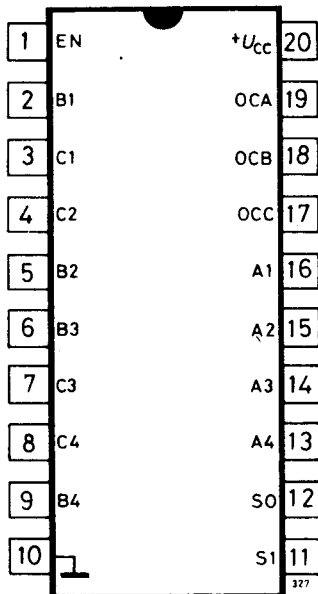 1 EN +UCC 20
2 B1 OCA 19
3 C1 OCB 18
4 C2 OCC 17
5 B2 A1 16
6 B3 A2 15
7 C3 A3 14
8 C4 A4 13
9 B4 S0 12
10 S1 11
327